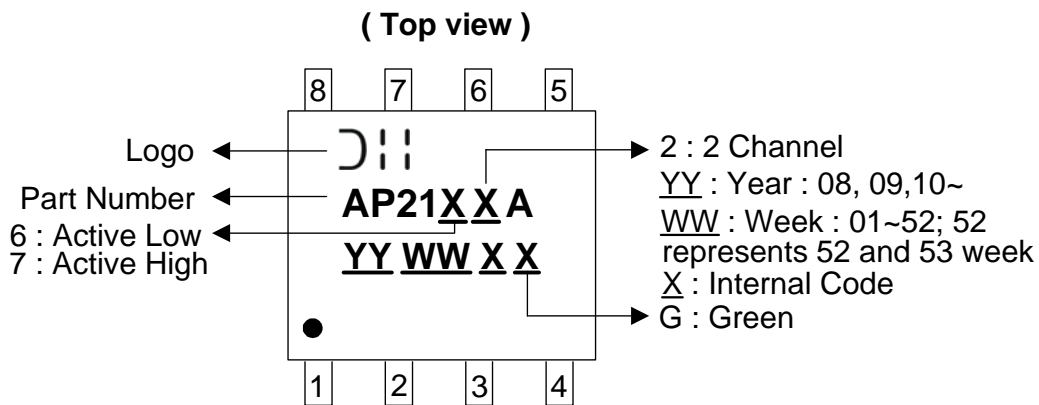 ( Top view )
8 7 6 5
Logo
Part Number
6 : Active Low
7 : Active High
AP21X X A
YY WW X X
2 : 2 Channel
YY : Year : 08, 09,10~
WW : Week : 01~52; 52
represents 52 and 53 week
X : Internal Code
G : Green
1 2 3 4